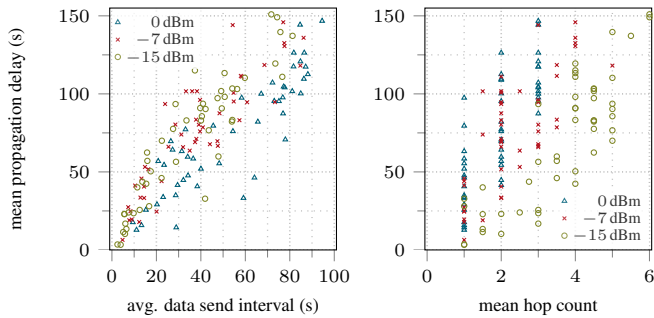 mean propagation delay (s)
150
100
50
0
0 dBm
−7 dBm
−15 dBm
0 20 40 60 80 100
avg. data send interval (s)
150
100
50
0
0 dBm
−7 dBm
−15 dBm
0 2 4 6
mean hop count